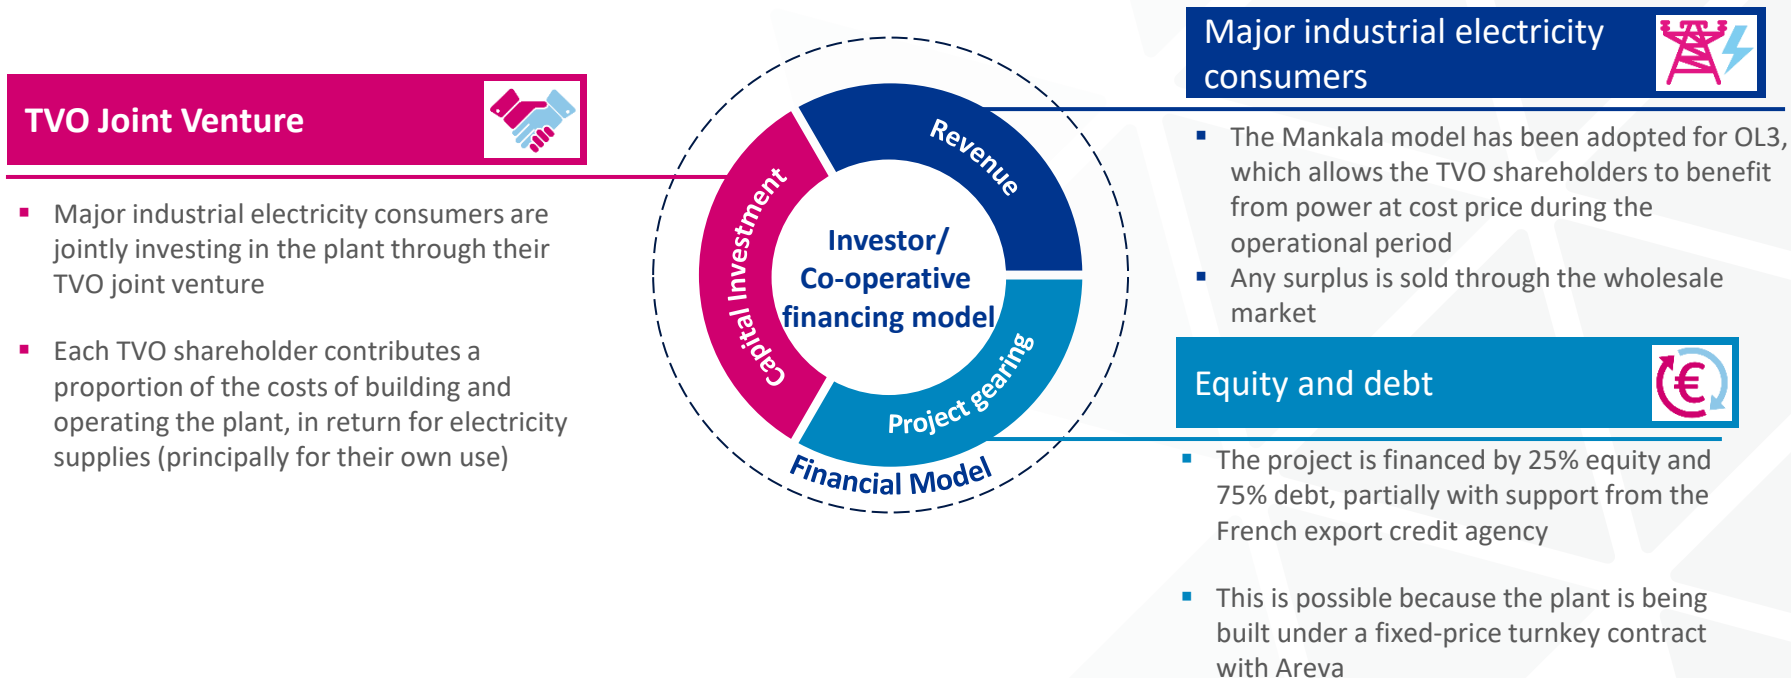 TVO Joint Venture
▪ Major industrial electricity consumers are
jointly investing in the plant through their
TVO joint venture
▪ Each TVO shareholder contributes a
proportion of the costs of building and
operating the plant, in return for electricity
supplies (principally for their own use)
Capital Investment
Revenue
Project gearing
Investor/
Co-operative
financing model
Financial Model
Major industrial electricity
consumers
▪ The Mankala model has been adopted for OL3,
which allows the TVO shareholders to benefit
from power at cost price during the
operational period
▪ Any surplus is sold through the wholesale
market
Equity and debt
€
▪ The project is financed by 25% equity and
75% debt, partially with support from the
French export credit agency
▪ This is possible because the plant is being
built under a fixed-price turnkey contract
with Areva